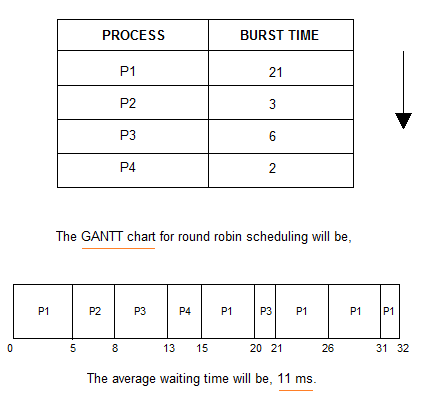 PROCESS BURST TIME
P1 21
P2 3
P3 6
P4 2
The GANTT chart for round robin scheduling will be,
P1 P2 P3 P4 P1 P3 P1 P1 P1
0 5 8 13 15 20 21 26 31 32
The average waiting time will be, 11 ms.